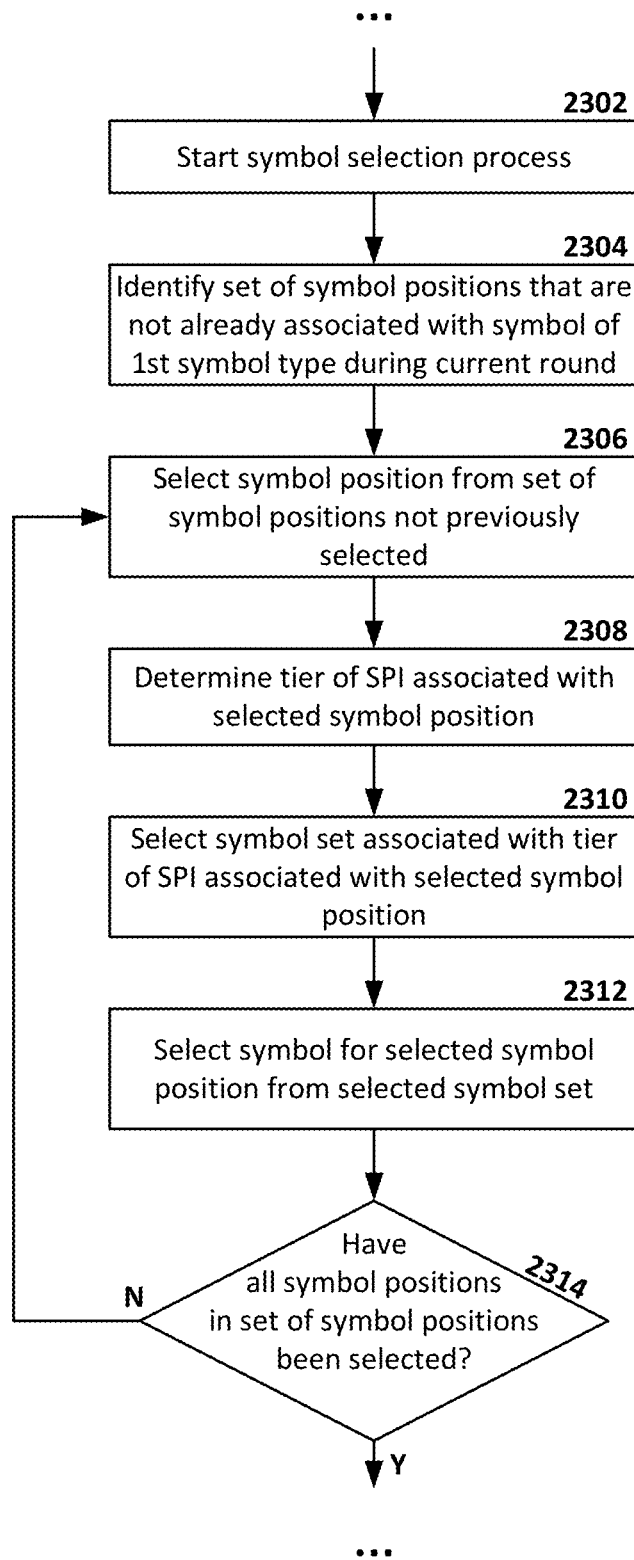 ...
2302
Start symbol selection process
2304
Identify set of symbol positions that are
not already associated with symbol of
1st symbol type during current round
2306
Select symbol position from set of
symbol positions not previously
selected
2308
Determine tier of SPI associated with
selected symbol position
2310
Select symbol set associated with tier
of SPI associated with selected symbol
position
2312
Select symbol for selected symbol
position from selected symbol set
Have
all symbol positions
in set of symbol positions
been selected?
2314
N
Y
...